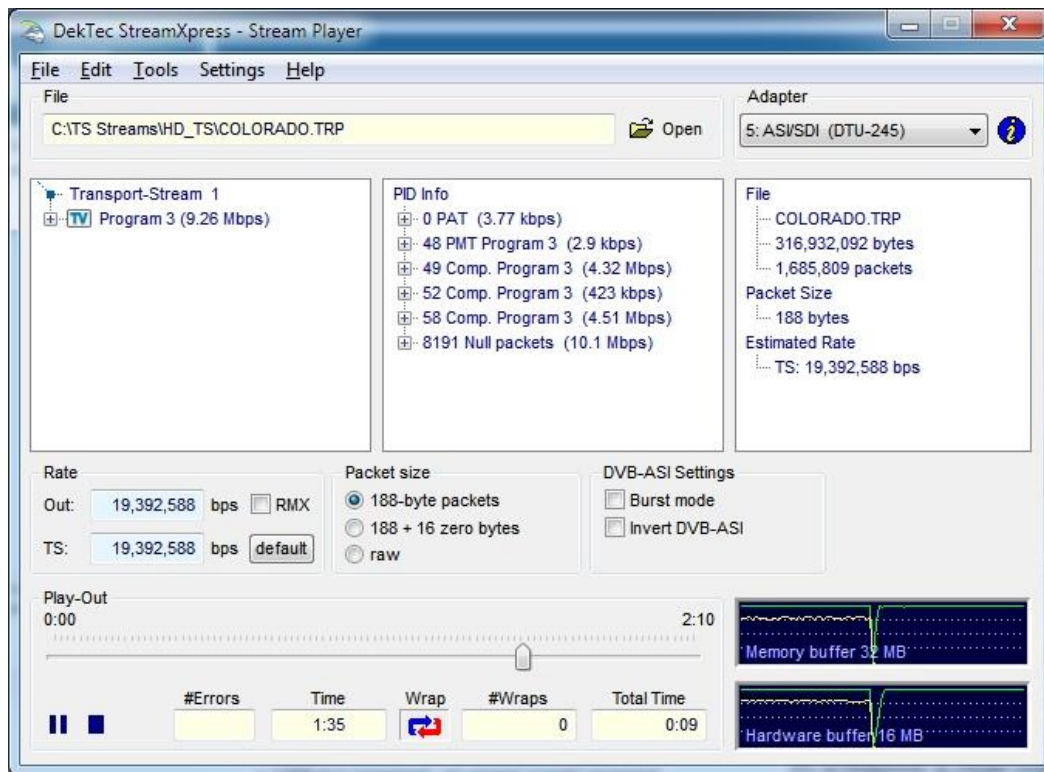 DekTec StreamXpress - Stream Player
File Edit Tools Settings Help
File
C:\TS Streams\HD_TS\COLORADO.TRP
Open
Adapter
5: ASI/SDI (DTU-245)
Transport-Stream 1
TV Program 3 (9.26 Mbps)
PID Info
0 PAT (3.77 kbps)
48 PMT Program 3 (2.9 kbps)
49 Comp. Program 3 (4.32 Mbps)
52 Comp. Program 3 (423 kbps)
58 Comp. Program 3 (4.51 Mbps)
8191 Null packets (10.1 Mbps)
File
COLORADO.TRP
316,932,092 bytes
1,685,809 packets
Packet Size
188 bytes
Estimated Rate
TS: 19,392,588 bps
Rate
Out: 19,392,588 bps RMX
TS: 19,392,588 bps default
Packet size
188-byte packets
188 + 16 zero bytes
raw
DVB-ASI Settings
Burst mode
Invert DVB-ASI
Play-Out
0:00 2:10
#Errors Time Wrap #Wraps Total Time
1:35 0 0:09
Memory buffer 32 MB
Hardware buffer 16 MB